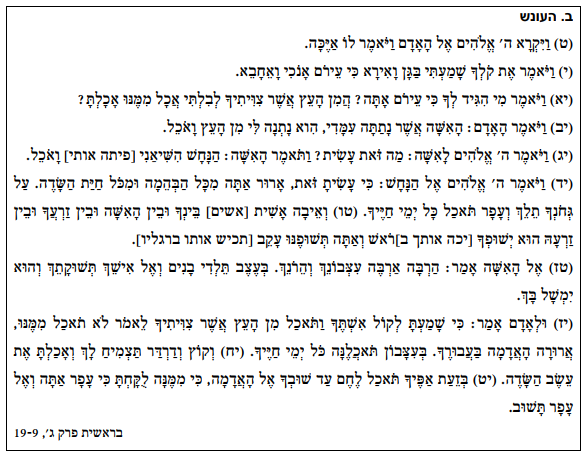 ב. העונש
(ט) וַיִּקְרָא ה׳ אֱלֹהִים אֶל הָאָדָם וַיֹּאמֶר לוֹ אַיֶּכָּה.
(י) וַיֹּאמֶר אֶת קֹלְךָ שָׁמַעְתִּי בַּגָּן וָאִירָא כִּי עֵירֹם אָנֹכִי וָאֵחָבֵא.
(יא) וַיֹּאמֶר מִי הִגִּיד לְךָ כִּי עֵירֹם אָתָּה? הֲמִן הָעֵץ אֲשֶׁר צִוִּיתִיךָ לְבִלְתִּי אֲכָל מִמֶּנּוּ אָכָלְתָּ?
(יב) וַיֹּאמֶר הָאָדָם: הָאִשָּׁה אֲשֶׁר נָתַתָּה עִמָּדִי, הִוא נָתְנָה לִּי מִן הָעֵץ וָאֹכֵל.
(יג) וַיֹּאמֶר ה׳ אֱלֹהִים לָאִשָּׁה: מַה זֹּאת עָשִׂית? וַתֹּאמֶר הָאִשָּׁה: הַנָּחָשׁ הִשִּׁיאַנִי [פיתה אותי] וָאֹכֵל.
(יד) וַיֹּאמֶר ה׳ אֱלֹהִים אֶל הַנָּחָשׁ: כִּי עָשִׂיתָ זֹּאת, אָרוּר אַתָּה מִכָּל הַבְּהֵמָה וּמִכֹּל חַיַּת הַשָּׂדֶה. עַל
גְּחֹנְךָ תֵלֵךְ וְעָפָר תֹּאכַל כָּל יְמֵי חַיֶּיךָ. (טו) וְאֵיבָה אָשִׁית [אשים] בֵּינְךָ וּבֵין הָאִשָּׁה וּבֵין זַרְעֲךָ וּבֵין
זַרְעָהּ הוּא יְשׁוּפְךָ [יכה אותך ב]רֹאשׁ וְאַתָּה תְּשׁוּפֶנּוּ עָקֵב [תכיש אותו ברגליו].
(טז) אֶל הָאִשָּׁה אָמַר: הַרְבָּה אַרְבֶּה עִצְּבוֹנֵךְ וְהֵרֹנֵךְ. בְּעֶצֶב תֵּלְדִי בָנִים וְאֶל אִישֵׁךְ תְּשׁוּקָתֵךְ וְהוּא
יִמְשָׁל בָּךְ.
(יז) וּלְאָדָם אָמַר: כִּי שָׁמַעְתָּ לְקוֹל אִשְׁתֶּךָ וַתֹּאכַל מִן הָעֵץ אֲשֶׁר צִוִּיתִיךָ לֵאמֹר לֹא תֹאכַל מִמֶּנּוּ,
אֲרוּרָה הָאֲדָמָה בַּעֲבוּרֶךָ. בְּעִצָּבוֹן תֹּאכֲלֶנָּה כֹּל יְמֵי חַיֶּיךָ. (יח) וְקוֹץ וְדַרְדַּר תַּצְמִיחַ לָךְ וְאָכַלְתָּ אֶת
עֵשֶׂב הַשָּׂדֶה. (יט) בְּזֵעַת אַפֶּיךָ תֹּאכַל לֶחֶם עַד שׁוּבְךָ אֶל הָאֲדָמָה, כִּי מִמֶּנָּה לֻקָּחְתָּ כִּי עָפָר אַתָּה וְאֶל
עָפָר תָּשׁוּב.
בראשית פרק ג׳, 19-9